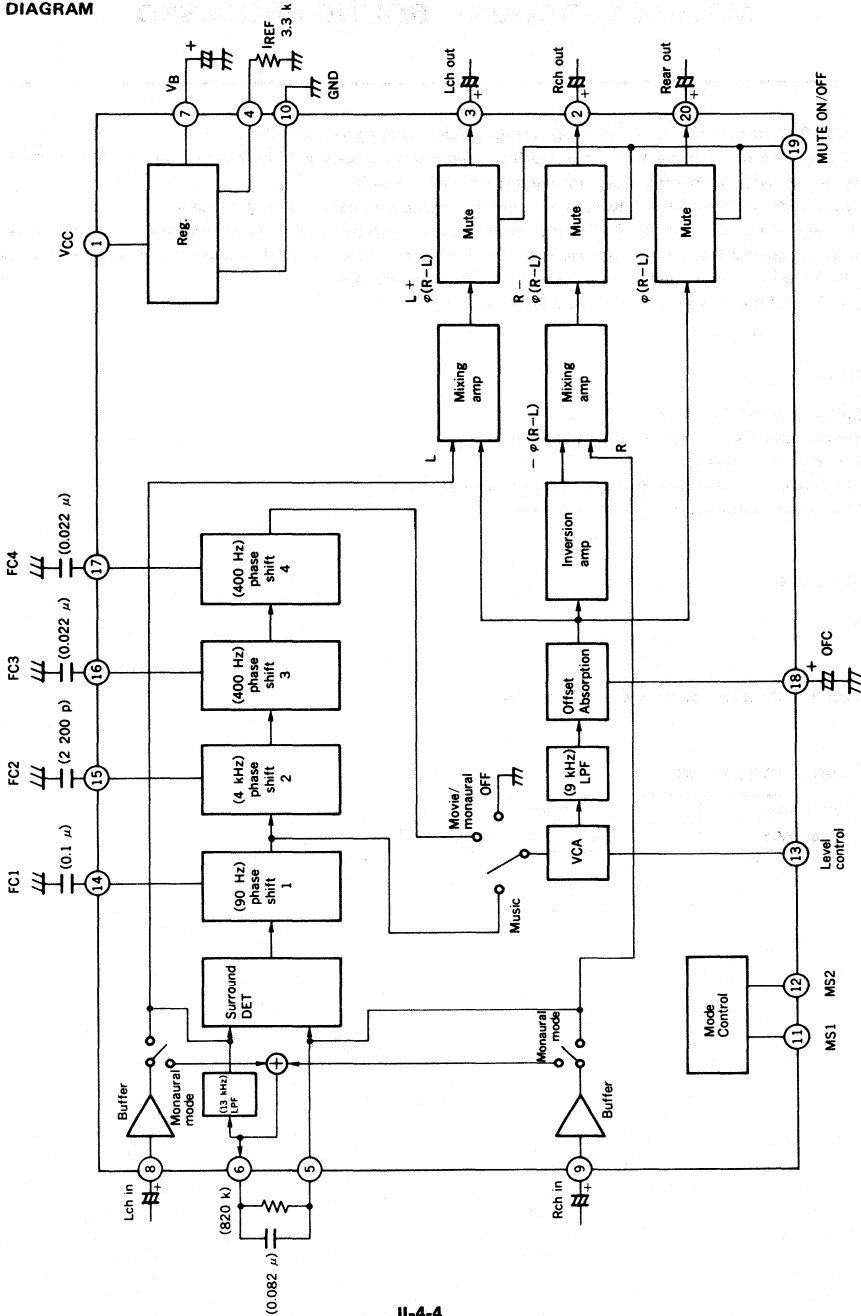 DIAGRAM
VCC
1
VB
+
7
IREF
3.3 k
4
10
GND
Reg.
Lch out
+
3
Rch out
+
2
Rear out
+
20
MUTE ON/OFF
19
Mute
L +
φ(R-L)
Mute
R -
φ(R-L)
Mute
φ(R-L)
Mixing
amp
L
Mixing
amp
- φ(R-L)
R
Inversion
amp
FC4
(0.022 μ)
17
FC3
(0.022 μ)
16
FC2
(2 200 p)
15
FC1
(0.1 μ)
14
(400 Hz)
phase
shift
4
(400 Hz)
phase
shift
3
(4 kHz)
phase
shift
2
(90 Hz)
phase
shift
1
Offset
Absorption
(9 kHz)
LPF
VCA
18
+
OFC
13
Level
control
Movie/
monaural
OFF
Music
Surround
DET
Mode
Control
12
MS2
11
MS1
Buffer
Monaural
mode
(13 kHz)
LPF
+
Monaural
mode
Buffer
Lch in
+
8
6
5
(820 k)
(0.082 μ)
Rch in
+
9
II-4-4